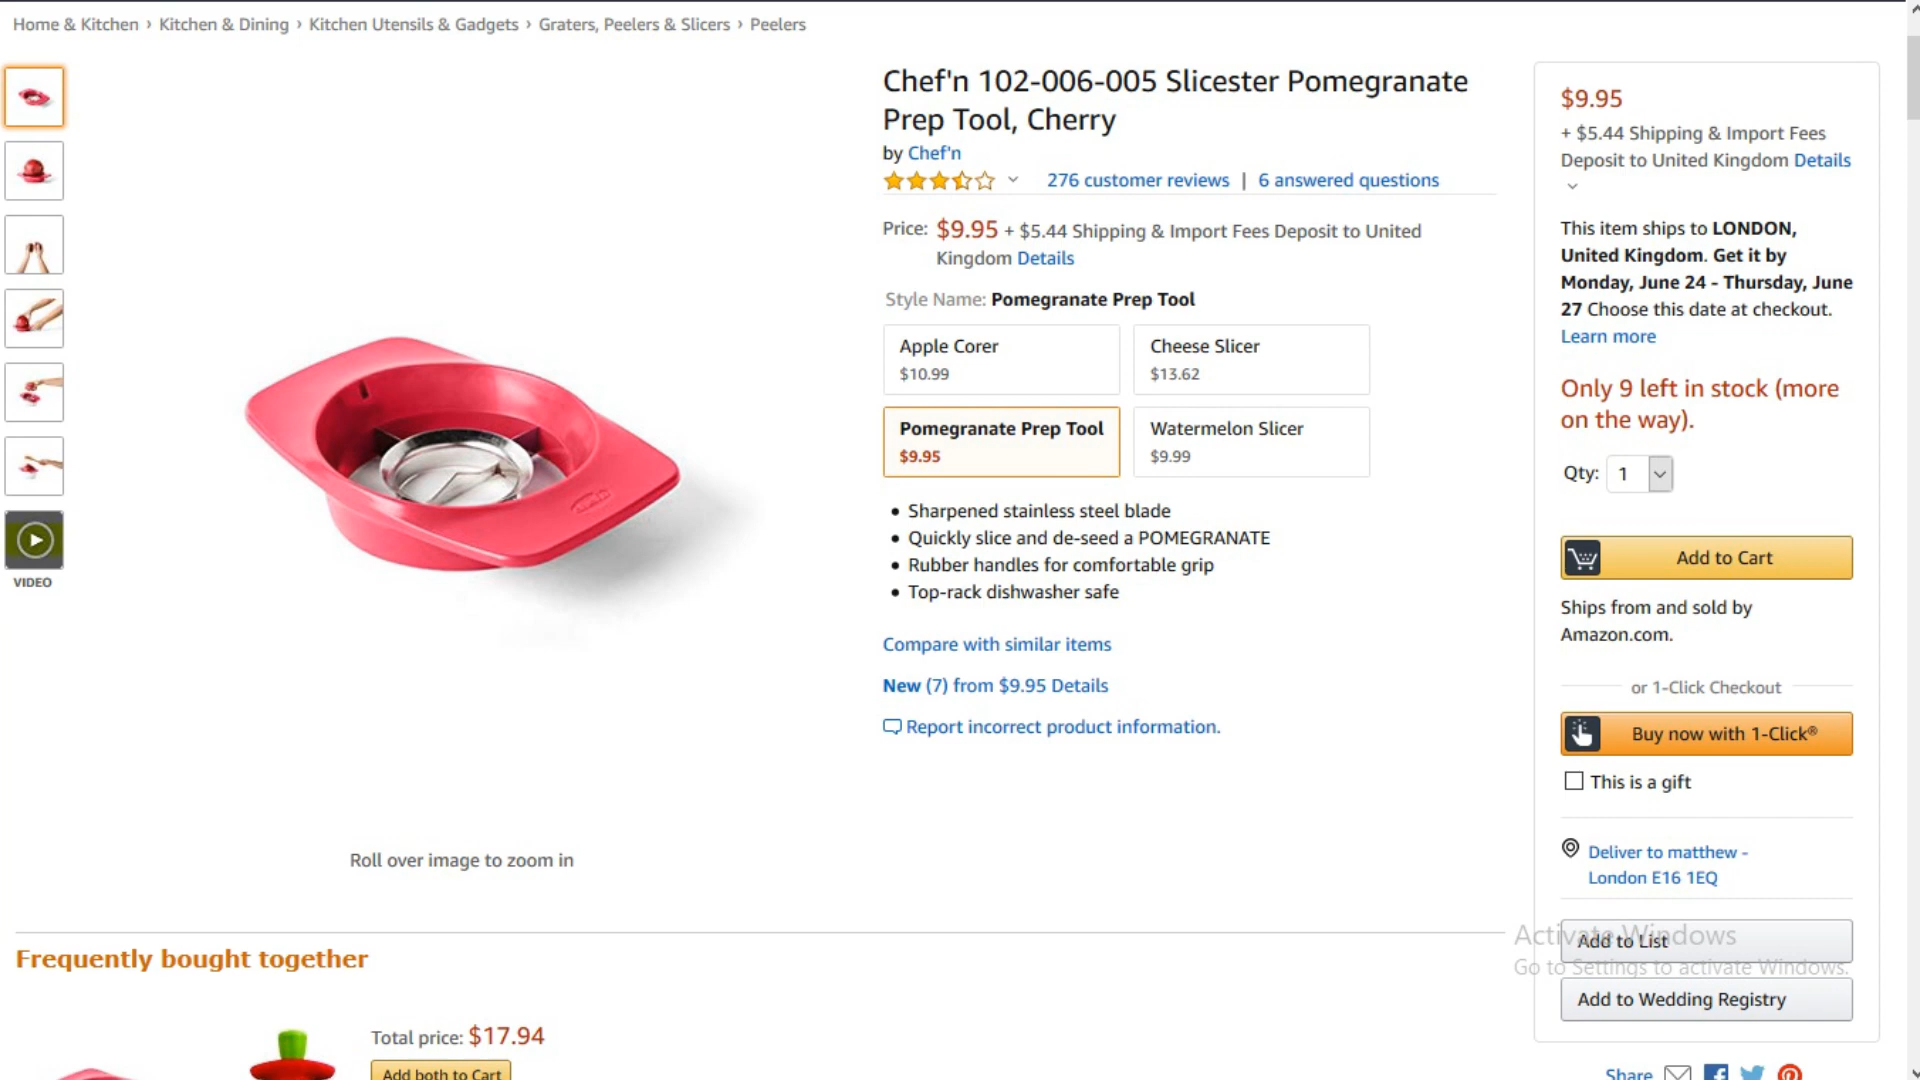 Home & Kitchen › Kitchen & Dining › Kitchen Utensils & Gadgets › Graters, Peelers & Slicers › Peelers
VIDEO
Roll over image to zoom in
Chef'n 102-006-005 Slicester Pomegranate
Prep Tool, Cherry
by Chef'n
276 customer reviews | 6 answered questions
Price: $9.95 + $5.44 Shipping & Import Fees Deposit to United
Kingdom Details
Style Name: Pomegranate Prep Tool
Apple Corer
$10.99
Cheese Slicer
$13.62
Pomegranate Prep Tool
$9.95
Watermelon Slicer
$9.99
• Sharpened stainless steel blade
• Quickly slice and de-seed a POMEGRANATE
• Rubber handles for comfortable grip
• Top-rack dishwasher safe
Compare with similar items
New (7) from $9.95 Details
Report incorrect product information.
$9.95
+ $5.44 Shipping & Import Fees
Deposit to United Kingdom Details
This item ships to LONDON,
United Kingdom. Get it by
Monday, June 24 - Thursday, June
27 Choose this date at checkout.
Learn more
Only 9 left in stock (more
on the way).
Qty: 1
Add to Cart
Ships from and sold by
Amazon.com.
or 1-Click Checkout
Buy now with 1-Click®
This is a gift
Deliver to matthew -
London E16 1EQ
Add to List
Activate Windows
Go to Settings to activate Windows.
Add to Wedding Registry
Share
Frequently bought together
Total price: $17.94
Add both to Cart